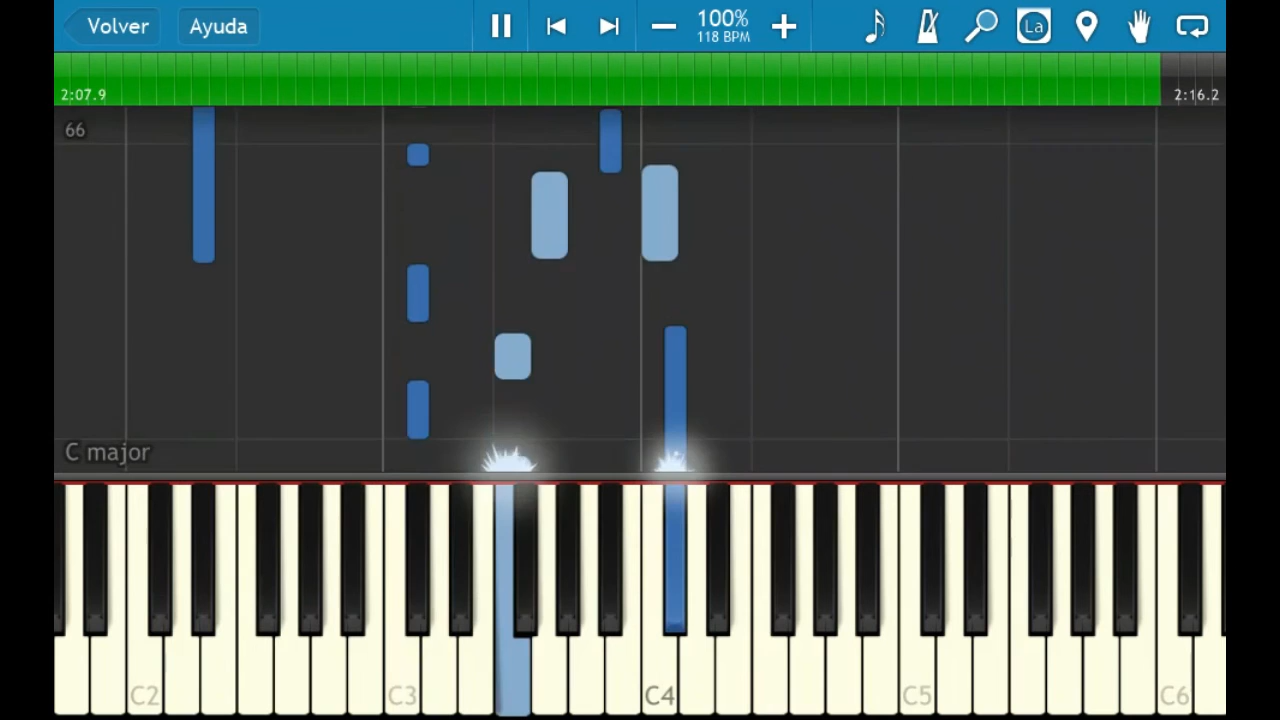 Volver
Ayuda
100%
118 BPM
La
2:07.9
2:16.2
66
C major
C2
C3
C4
C5
C6